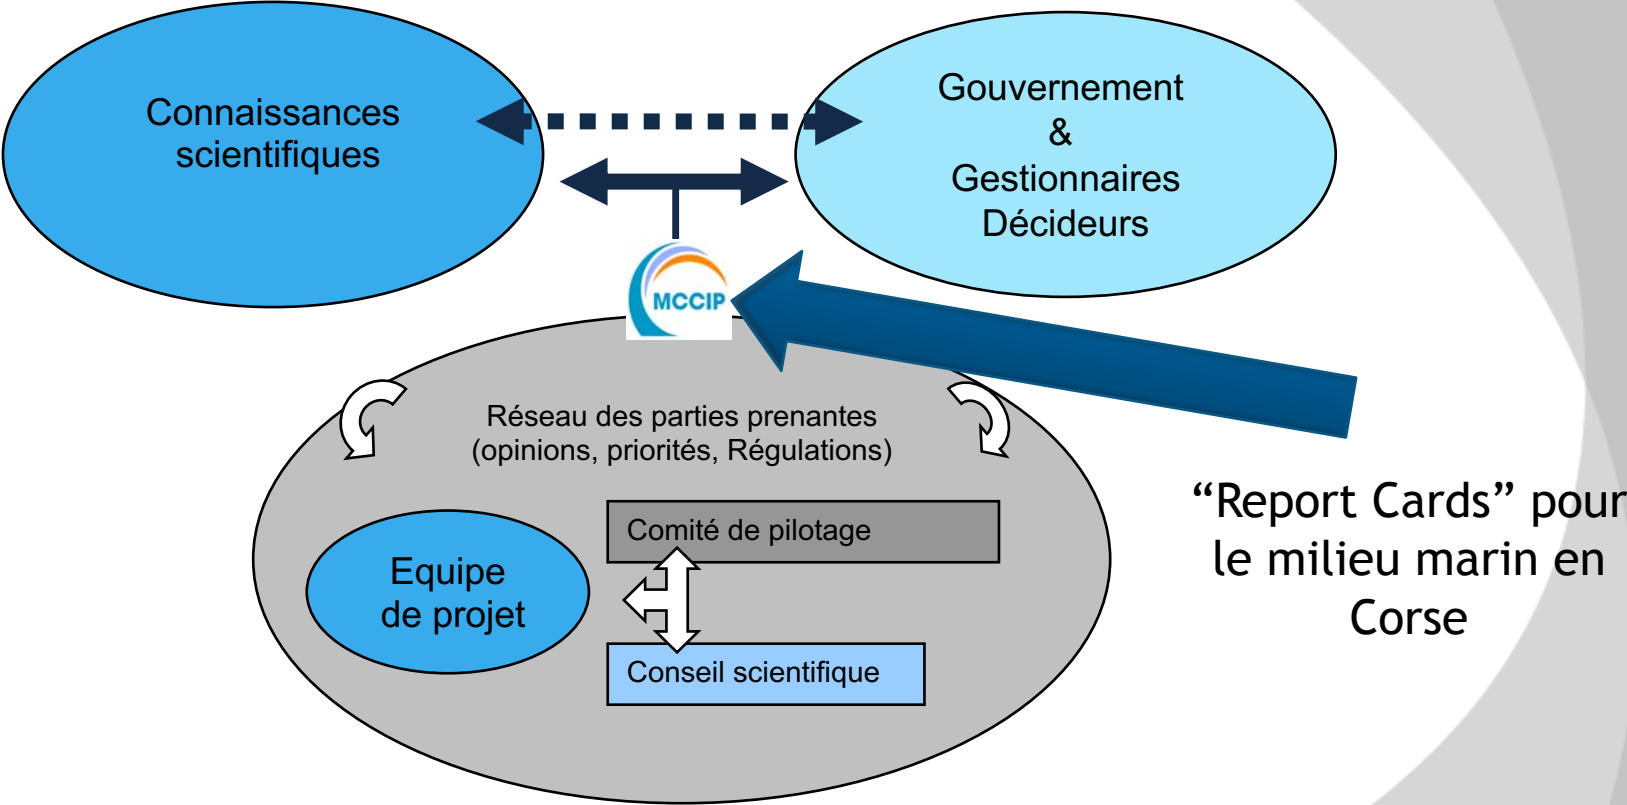 Connaissances
scientifiques
Gouvernement
&
Gestionnaires
Décideurs
MCCIP
Réseau des parties prenantes
(opinions, priorités, Régulations)
Comité de pilotage
Equipe
de projet
Conseil scientifique
“Report Cards” pour
le milieu marin en
Corse